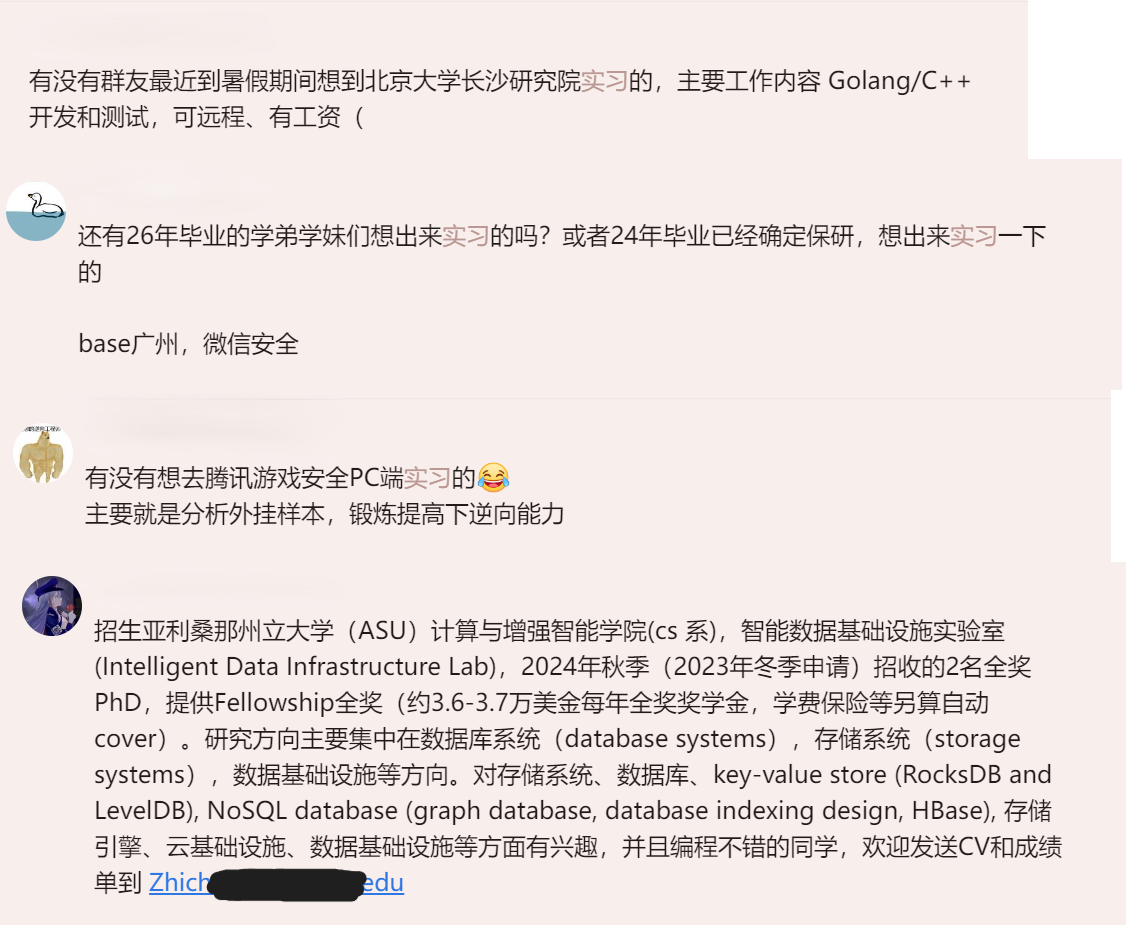 有没有群友最近到暑假期间想到北京大学长沙研究院实习的，主要工作内容 Golang/C++
开发和测试，可远程、有工资（
还有26年毕业的学弟学妹们想出来实习的吗？或者24年毕业已经确定保研，想出来实习一下
的
base广州，微信安全
有没有想去腾讯游戏安全PC端实习的😂
主要就是分析外挂样本，锻炼提高下逆向能力
招生亚利桑那州立大学（ASU）计算与增强智能学院(cs 系)，智能数据基础设施实验室
(Intelligent Data Infrastructure Lab)，2024年秋季（2023年冬季申请）招收的2名全奖
PhD，提供Fellowship全奖（约3.6-3.7万美金每年全奖奖学金，学费保险等另算自动
cover）。研究方向主要集中在数据库系统（database systems），存储系统（storage
systems），数据基础设施等方向。对存储系统、数据库、key-value store (RocksDB and
LevelDB), NoSQL database (graph database, database indexing design, HBase), 存储
引擎、云基础设施、数据基础设施等方面有兴趣，并且编程不错的同学，欢迎发送CV和成绩
单到 Zhich edu